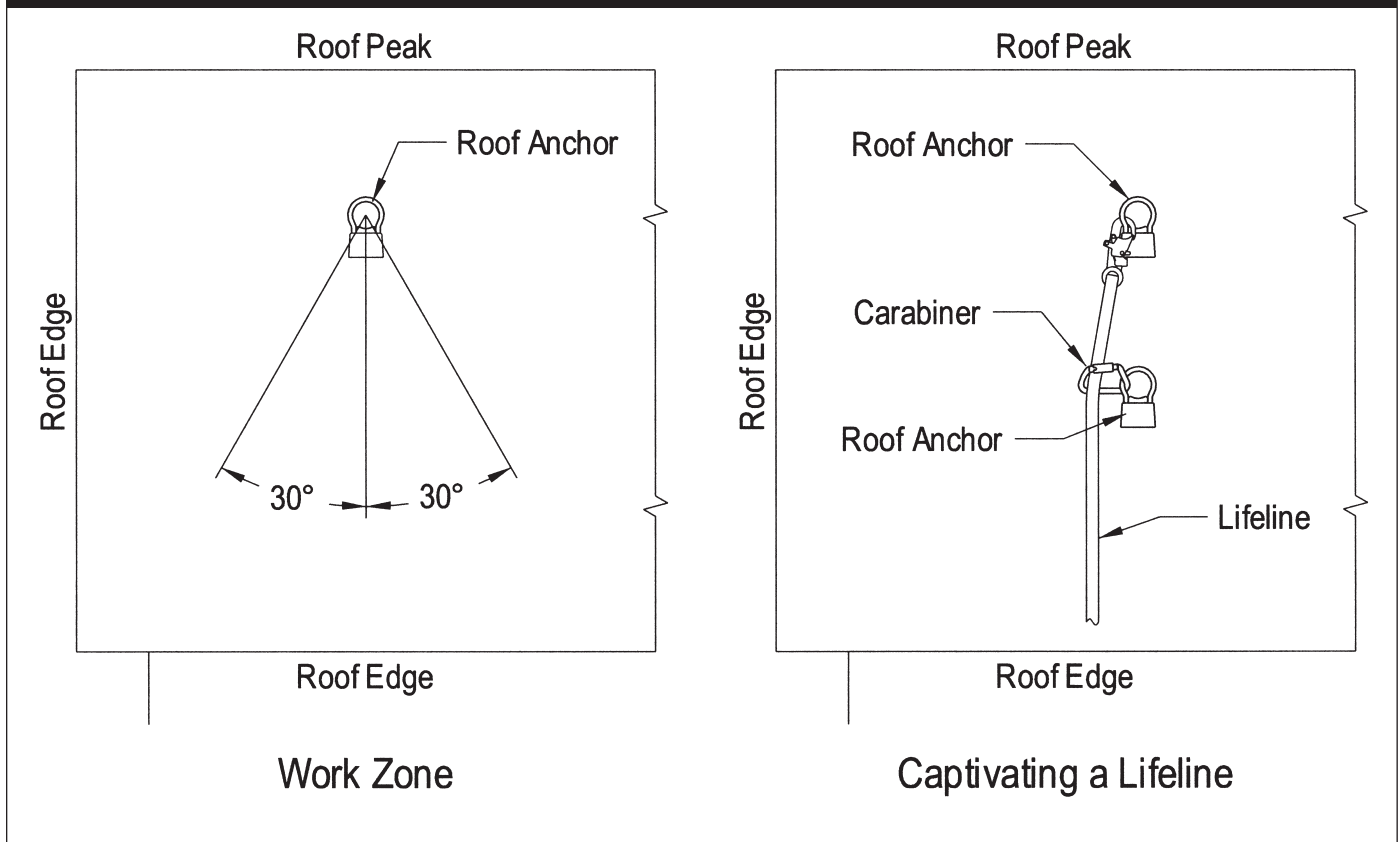 Roof Peak
Roof Anchor
Roof Edge
30°
30°
Roof Edge
Work Zone
Roof Peak
Roof Anchor
Carabiner
Roof Edge
Roof Anchor
Lifeline
Roof Edge
Captivating a Lifeline